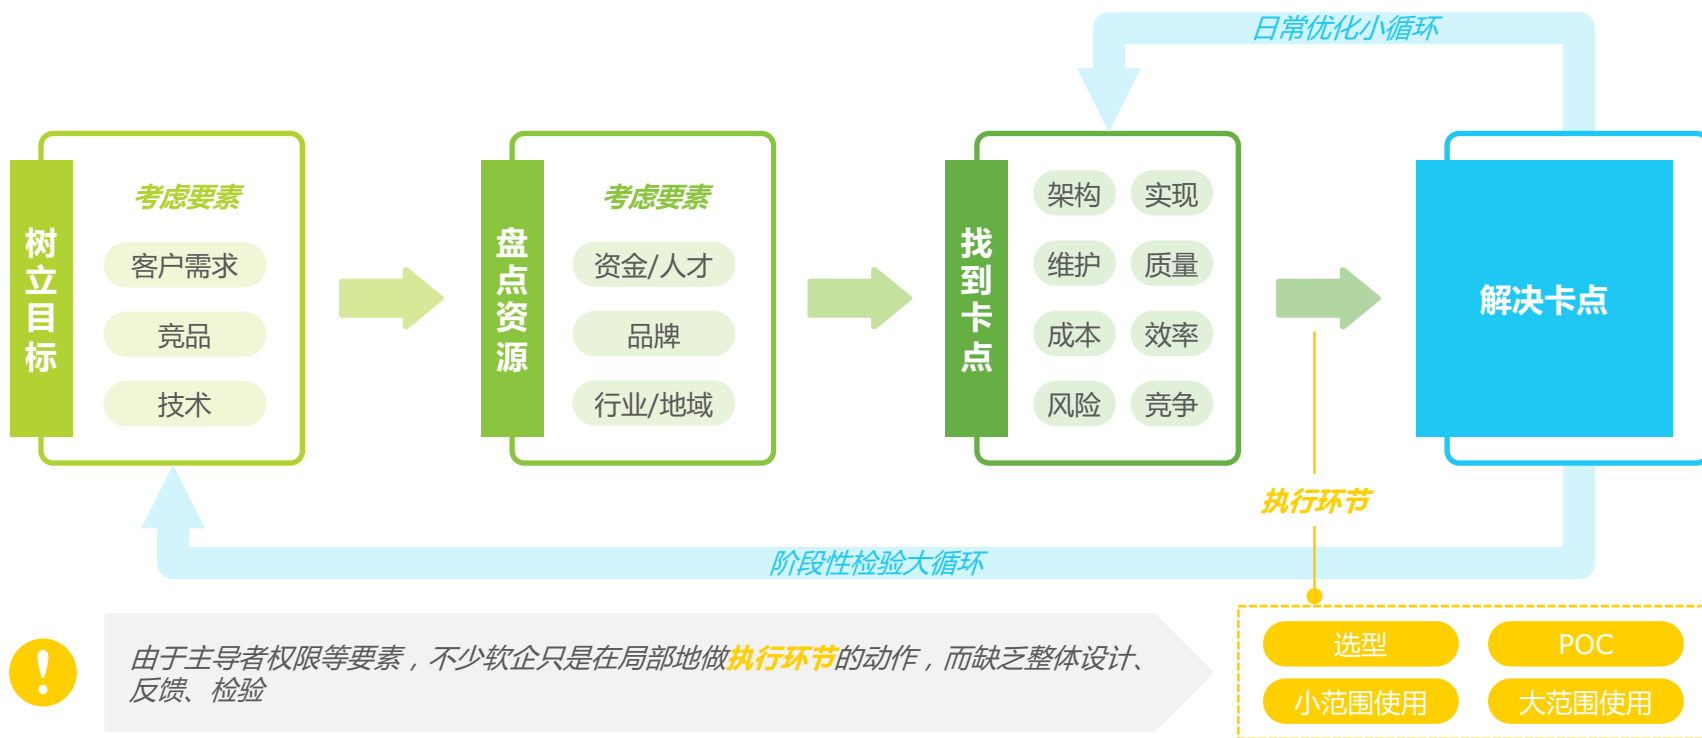 日常优化小循环
树立目标
考虑要素
客户需求
竞品
技术
盘点资源
考虑要素
资金/人才
品牌
行业/地域
找到卡点
架构
实现
维护
质量
成本
效率
风险
竞争
解决卡点
执行环节
阶段性检验大循环
由于主导者权限等要素，不少软企只是在局部地做执行环节的动作，而缺乏整体设计、
反馈、检验
选型
POC
小范围使用
大范围使用